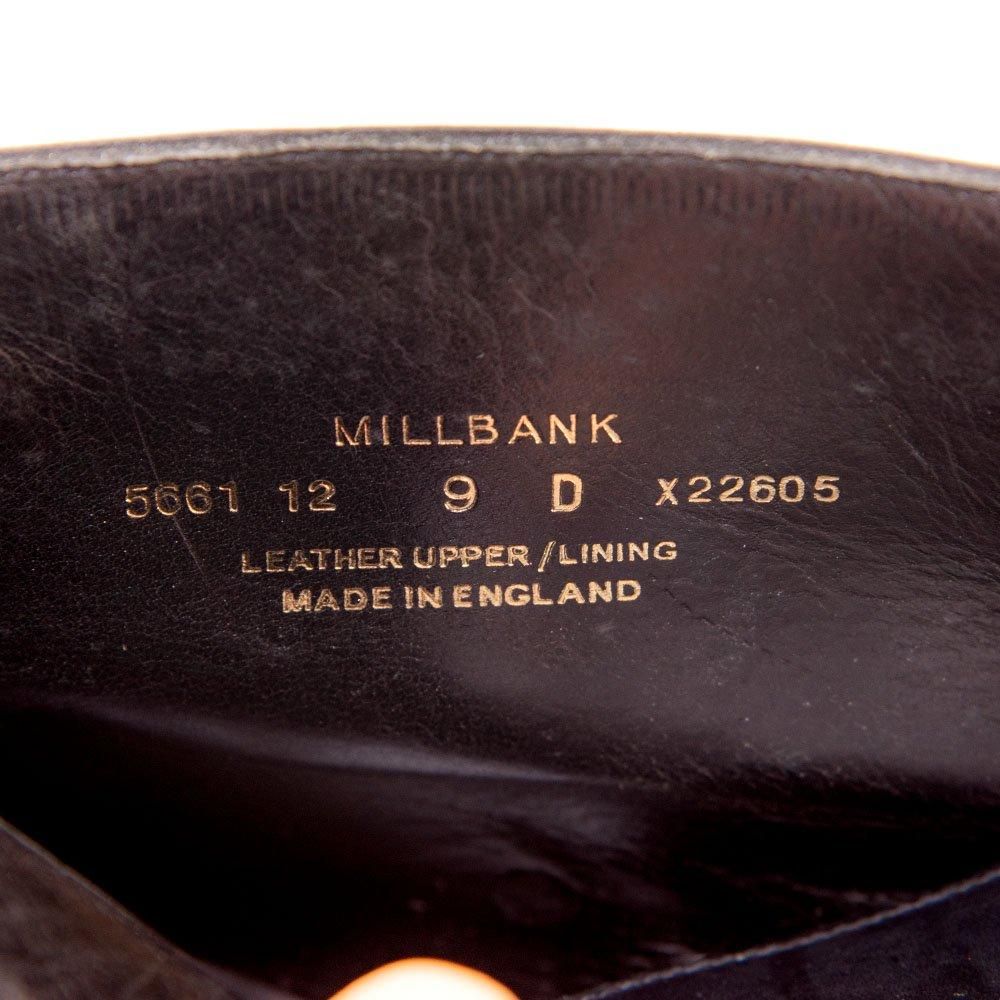 MILLBANK
5661 12 9 D X22605
LEATHER UPPER/LINING
MADE IN ENGLAND